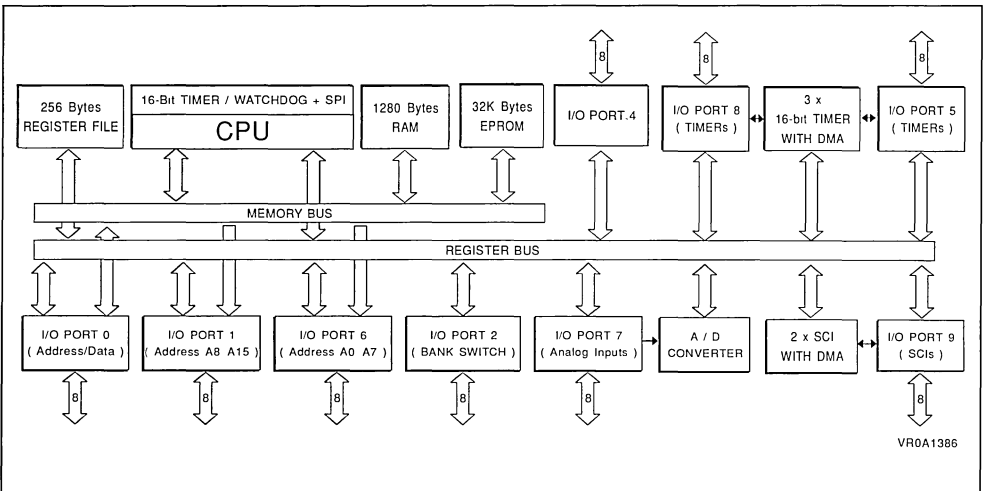 8
8
8
256 Bytes
REGISTER FILE
16-Bit TIMER / WATCHDOG + SPI
CPU
1280 Bytes
RAM
32K Bytes
EPROM
I/O PORT.4
I/O PORT 8
( TIMERs )
3 x
16-bit TIMER
WITH DMA
I/O PORT 5
( TIMERs )
MEMORY BUS
REGISTER BUS
I/O PORT 0
( Address/Data )
I/O PORT 1
( Address A8 A15 )
I/O PORT 6
( Address A0 A7 )
I/O PORT 2
( BANK SWITCH )
I/O PORT 7
( Analog Inputs )
A / D
CONVERTER
2 x SCI
WITH DMA
I/O PORT 9
( SCIs )
8
8
8
8
8
8
VR0A1386